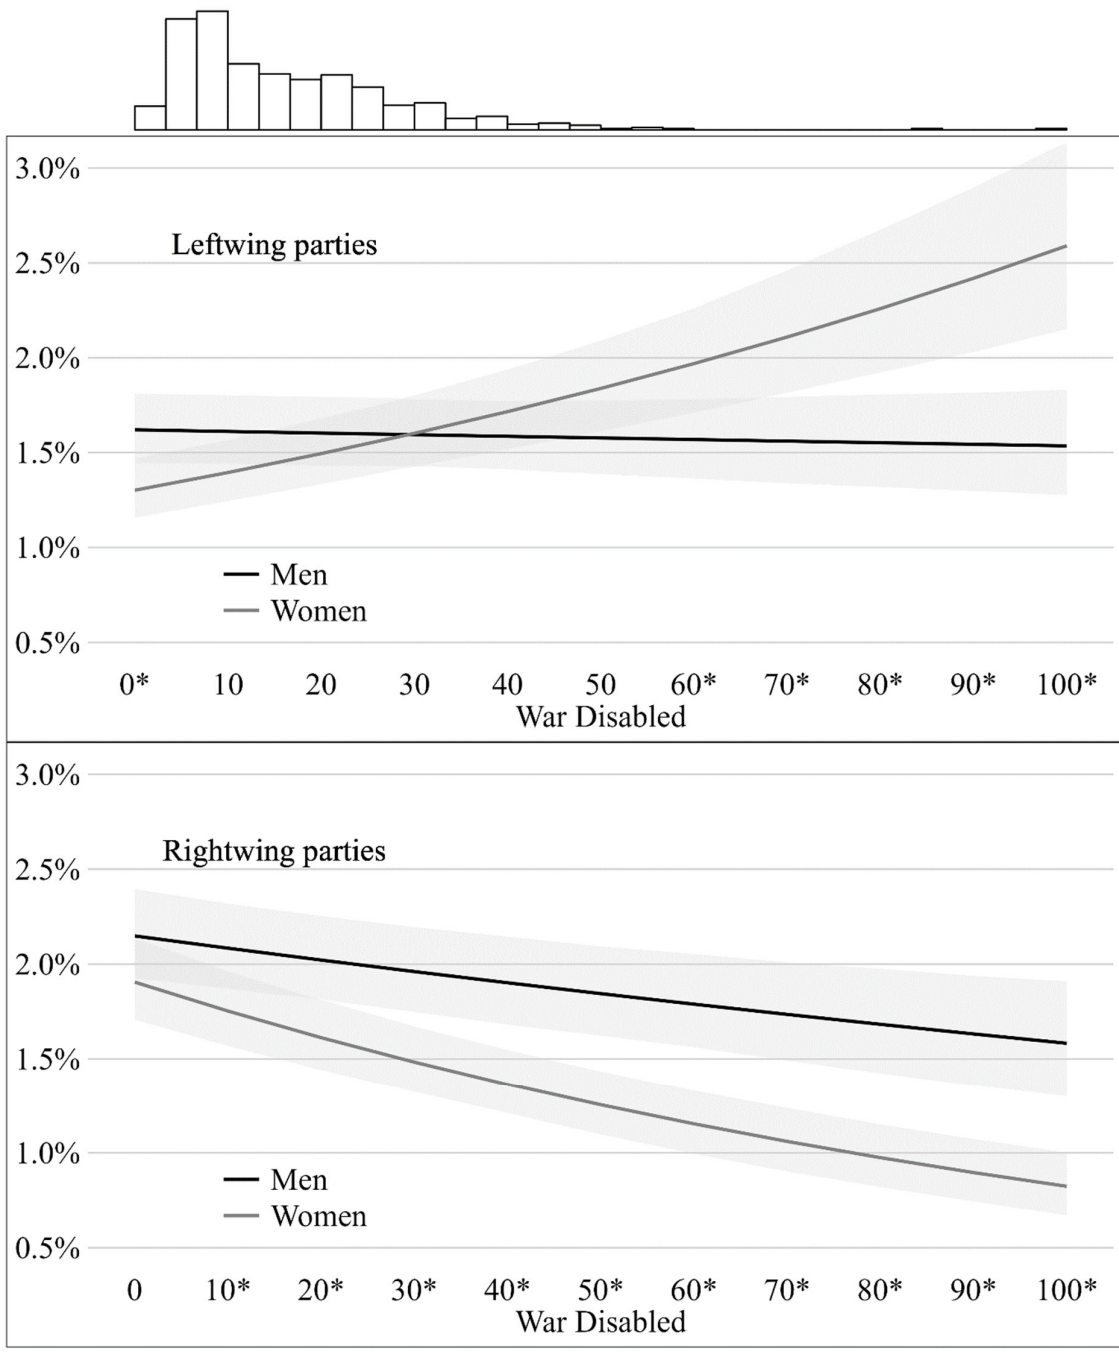 3.0%
Leftwing parties
2.5%
2.0%
1.5%
1.0%
Men
Women
0.5%
0* 10 20 30 40 50 60* 70* 80* 90* 100*
War Disabled
3.0%
Rightwing parties
2.5%
2.0%
1.5%
1.0%
Men
Women
0.5%
0 10* 20* 30* 40* 50* 60* 70* 80* 90* 100*
War Disabled